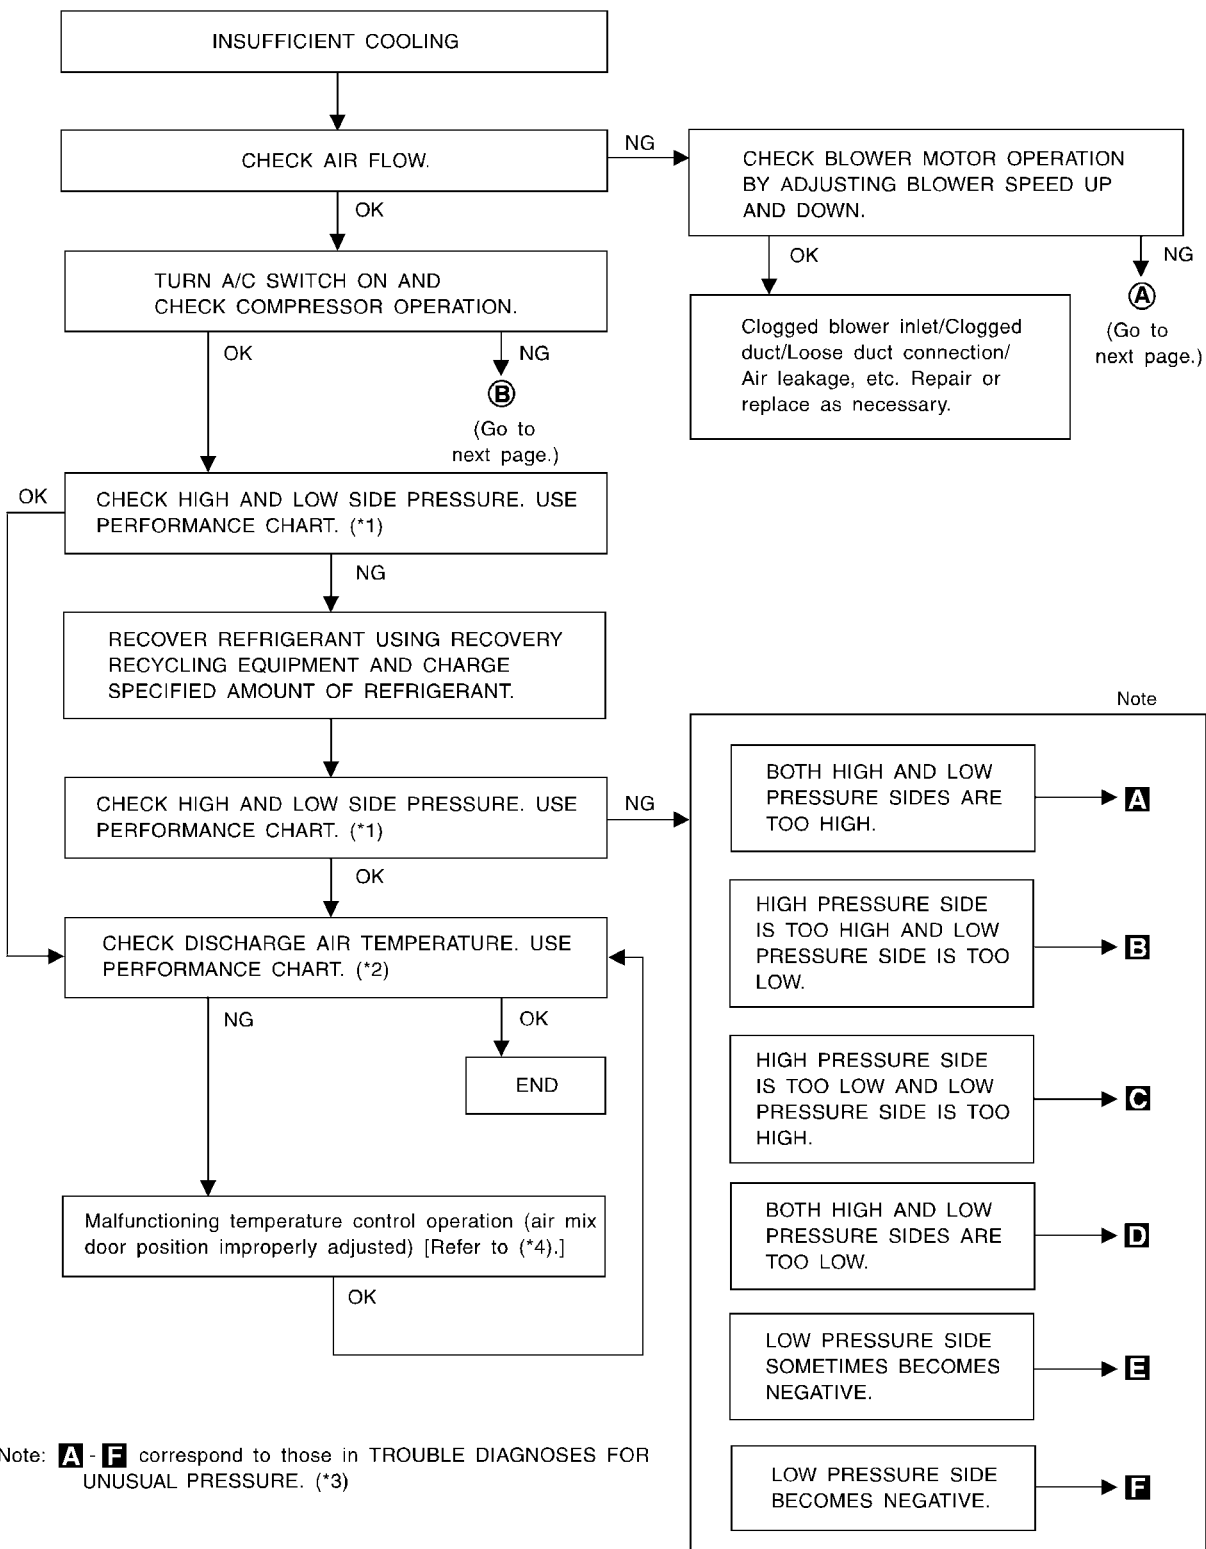 INSUFFICIENT COOLING
CHECK AIR FLOW.
NG
CHECK BLOWER MOTOR OPERATION
BY ADJUSTING BLOWER SPEED UP
AND DOWN.
OK
OK
NG
TURN A/C SWITCH ON AND
CHECK COMPRESSOR OPERATION.
Clogged blower inlet/Clogged
duct/Loose duct connection/
Air leakage, etc. Repair or
replace as necessary.
A
(Go to
next page.)
OK
NG
B
(Go to
next page.)
OK
CHECK HIGH AND LOW SIDE PRESSURE. USE
PERFORMANCE CHART. (*1)
NG
RECOVER REFRIGERANT USING RECOVERY
RECYCLING EQUIPMENT AND CHARGE
SPECIFIED AMOUNT OF REFRIGERANT.
CHECK HIGH AND LOW SIDE PRESSURE. USE
PERFORMANCE CHART. (*1)
NG
OK
CHECK DISCHARGE AIR TEMPERATURE. USE
PERFORMANCE CHART. (*2)
NG
OK
END
Malfunctioning temperature control operation (air mix
door position improperly adjusted) [Refer to (*4).]
OK
Note
BOTH HIGH AND LOW
PRESSURE SIDES ARE
TOO HIGH.
A
HIGH PRESSURE SIDE
IS TOO HIGH AND LOW
PRESSURE SIDE IS TOO
LOW.
B
HIGH PRESSURE SIDE
IS TOO LOW AND LOW
PRESSURE SIDE IS TOO
HIGH.
C
BOTH HIGH AND LOW
PRESSURE SIDES ARE
TOO LOW.
D
LOW PRESSURE SIDE
SOMETIMES BECOMES
NEGATIVE.
E
LOW PRESSURE SIDE
BECOMES NEGATIVE.
F
Note: A - F correspond to those in TROUBLE DIAGNOSES FOR
UNUSUAL PRESSURE. (*3)